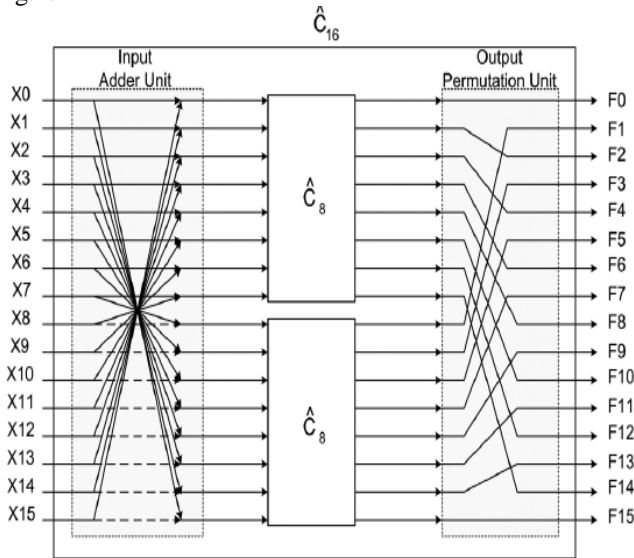 Ĉ16
Input
Adder Unit
Output
Permutation Unit
X0
X1
X2
X3
X4
X5
X6
X7
X8
X9
X10
X11
X12
X13
X14
X15
Ĉ8
Ĉ8
F0
F1
F2
F3
F4
F5
F6
F7
F8
F9
F10
F11
F12
F13
F14
F15